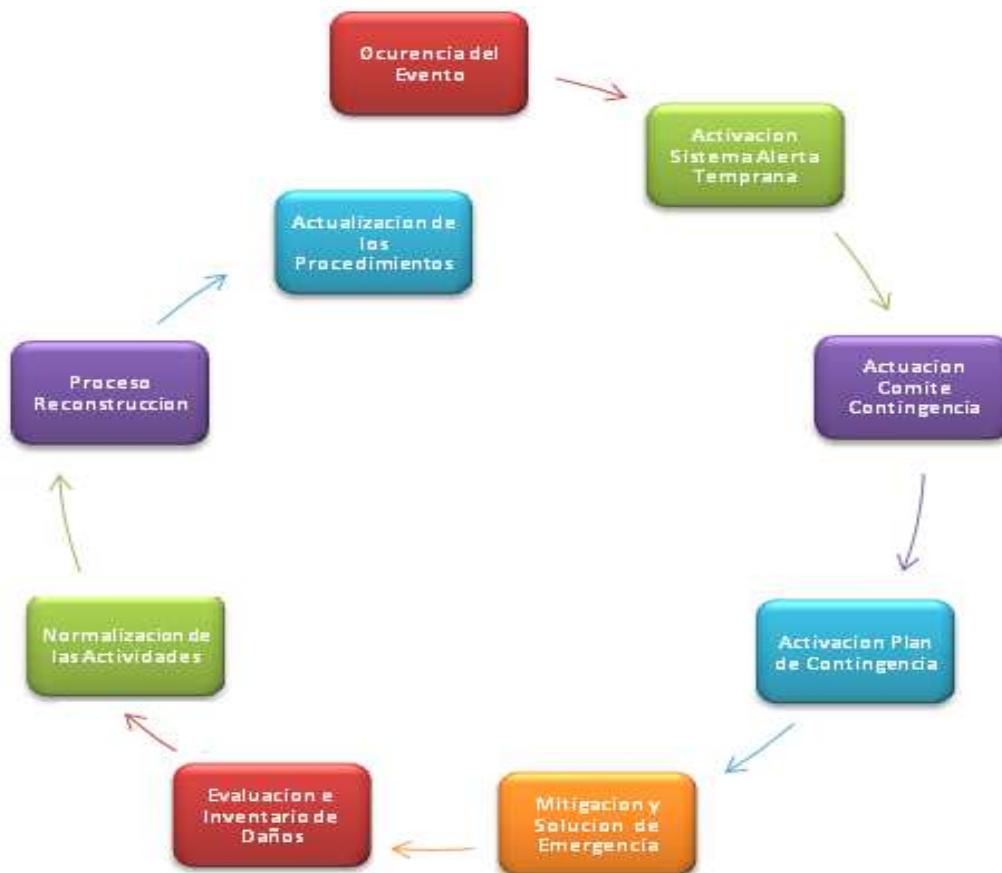 Ocurencia del
Evento
Activacion
Sistema Alerta
Temprana
Actuacion
Comite
Contingencia
Activacion Plan
de Contingencia
Mitigacion y
Solucion de
Emergencia
Evaluacion e
Inventario de
Daños
Normalizacion de
las Actividades
Proceso
Reconstruccion
Actualizacion de
los
Procedimientos